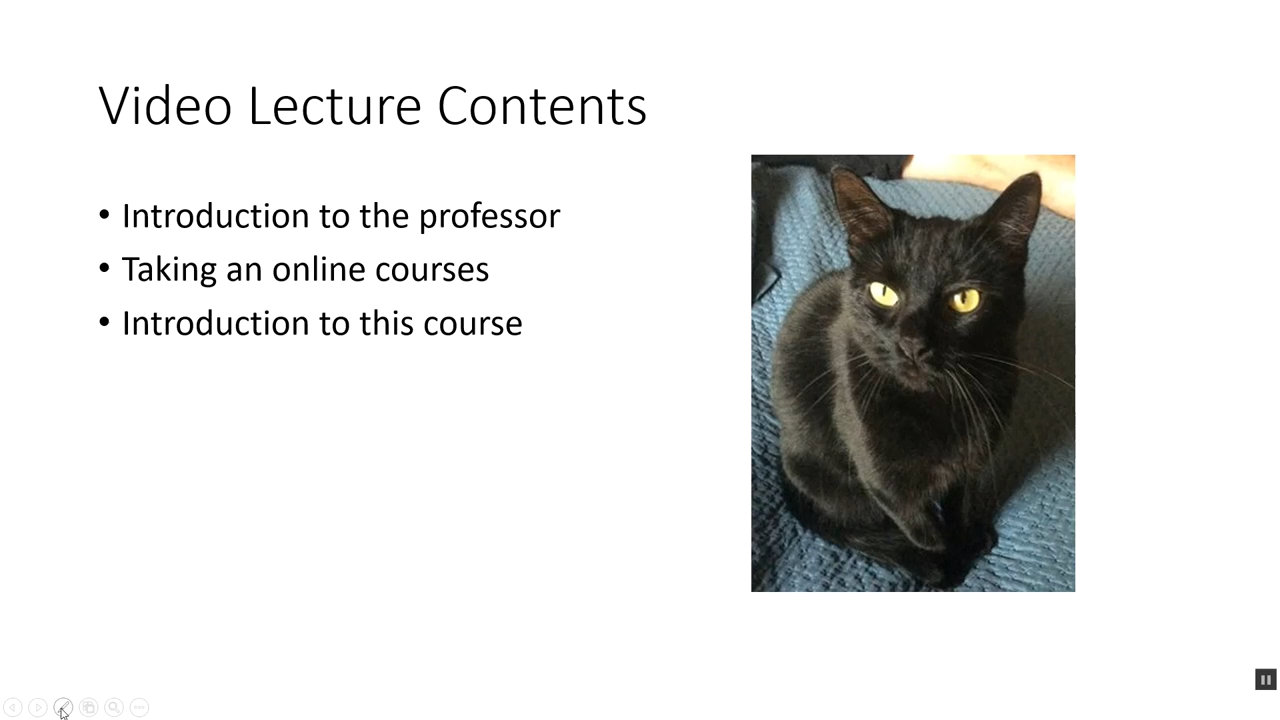 Video Lecture Contents
• Introduction to the professor
• Taking an online courses
• Introduction to this course